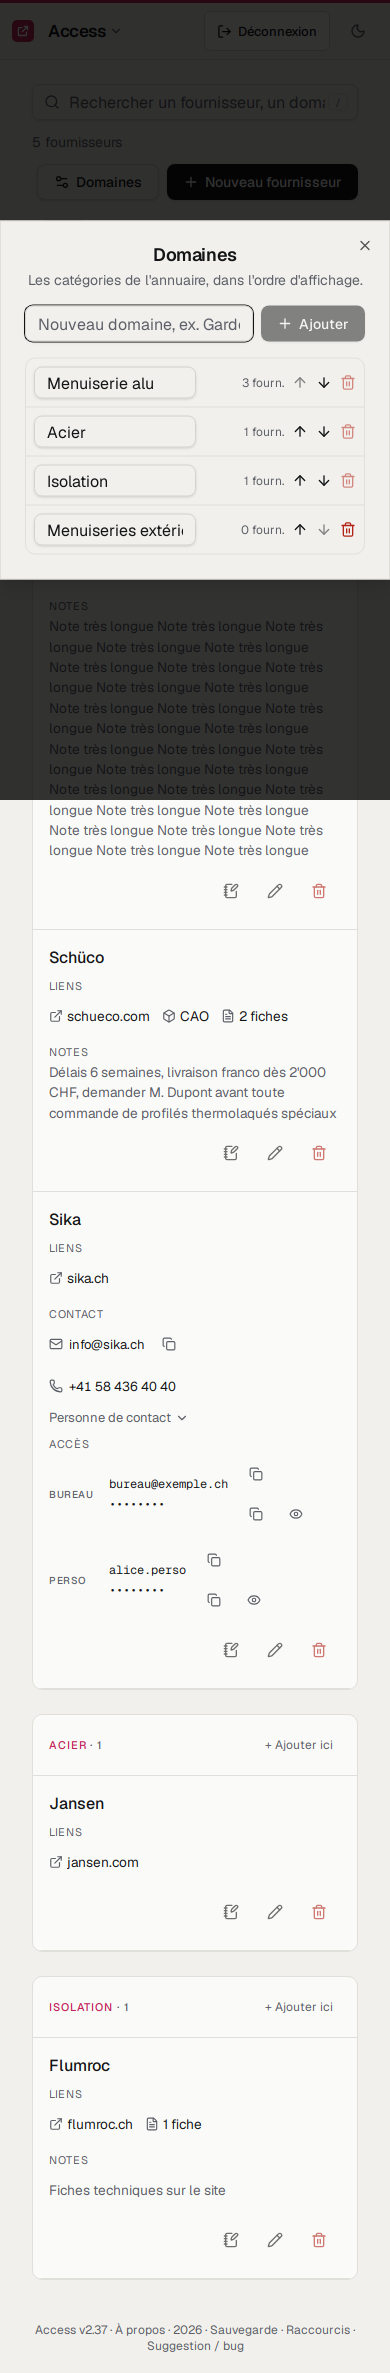 Access
Déconnexion
Rechercher un fournisseur, un doma
/
5 fournisseurs
Domaines
Nouveau fournisseur
Domaines
Les catégories de l'annuaire, dans l'ordre d'affichage.
Nouveau domaine, ex. Gard
Ajouter
Menuiserie alu 3 fourn.
Acier 1 fourn.
Isolation 1 fourn.
Menuiseries extéri 0 fourn.
NOTES
Note très longue Note très longue Note très
longue Note très longue Note très longue
Note très longue Note très longue Note très
longue Note très longue Note très longue
Note très longue Note très longue Note très
longue Note très longue Note très longue
Note très longue Note très longue Note très
longue Note très longue Note très longue
Note très longue Note très longue Note très
longue Note très longue Note très longue
Note très longue Note très longue Note très
longue Note très longue Note très longue
Schüco
LIENS
schueco.com CAO 2 fiches
NOTES
Délais 6 semaines, livraison franco dès 2'000
CHF, demander M. Dupont avant toute
commande de profilés thermolaqués spéciaux
Sika
LIENS
sika.ch
CONTACT
info@sika.ch
+41 58 436 40 40
Personne de contact
ACCÈS
BUREAU
bureau@exemple.ch
••••••••
PERSO
alice.perso
••••••••
ACIER · 1 + Ajouter ici
Jansen
LIENS
jansen.com
ISOLATION · 1 + Ajouter ici
Flumroc
LIENS
flumroc.ch 1 fiche
NOTES
Fiches techniques sur le site
Access v2.37 · À propos · 2026 · Sauvegarde · Raccourcis ·
Suggestion / bug